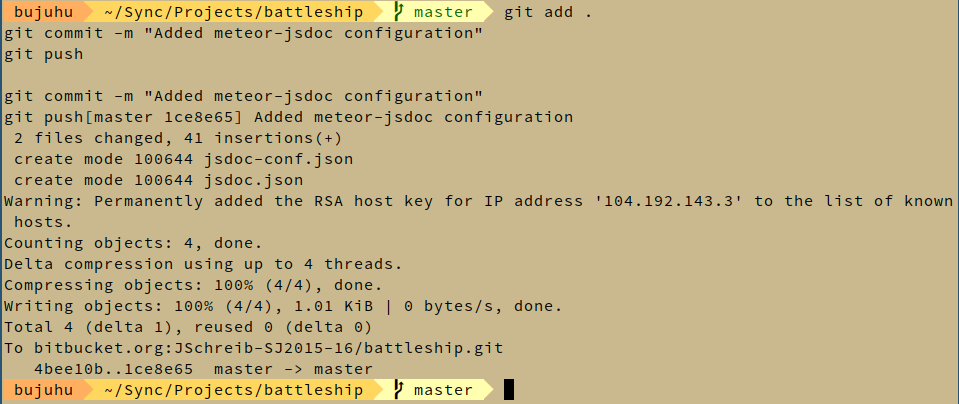 bujuhu ~/Sync/Projects/battleship master git add .
git commit -m "Added meteor-jsdoc configuration"
git push
git commit -m "Added meteor-jsdoc configuration"
git push[master 1ce8e65] Added meteor-jsdoc configuration
2 files changed, 41 insertions(+)
create mode 100644 jsdoc-conf.json
create mode 100644 jsdoc.json
Warning: Permanently added the RSA host key for IP address '104.192.143.3' to the list of known
hosts.
Counting objects: 4, done.
Delta compression using up to 4 threads.
Compressing objects: 100% (4/4), done.
Writing objects: 100% (4/4), 1.01 KiB | 0 bytes/s, done.
Total 4 (delta 1), reused 0 (delta 0)
To bitbucket.org:JSchreib-SJ2015-16/battleship.git
4bee10b..1ce8e65  master -> master
bujuhu ~/Sync/Projects/battleship master